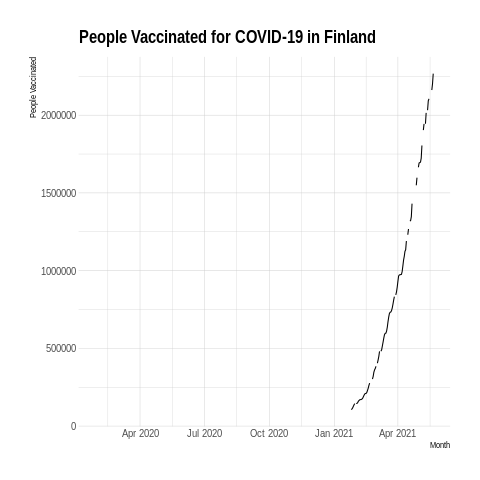 People Vaccinated for COVID-19 in Finland
People Vaccinated
2000000
1500000
1000000
500000
0
Apr 2020 Jul 2020 Oct 2020 Jan 2021 Apr 2021
Month